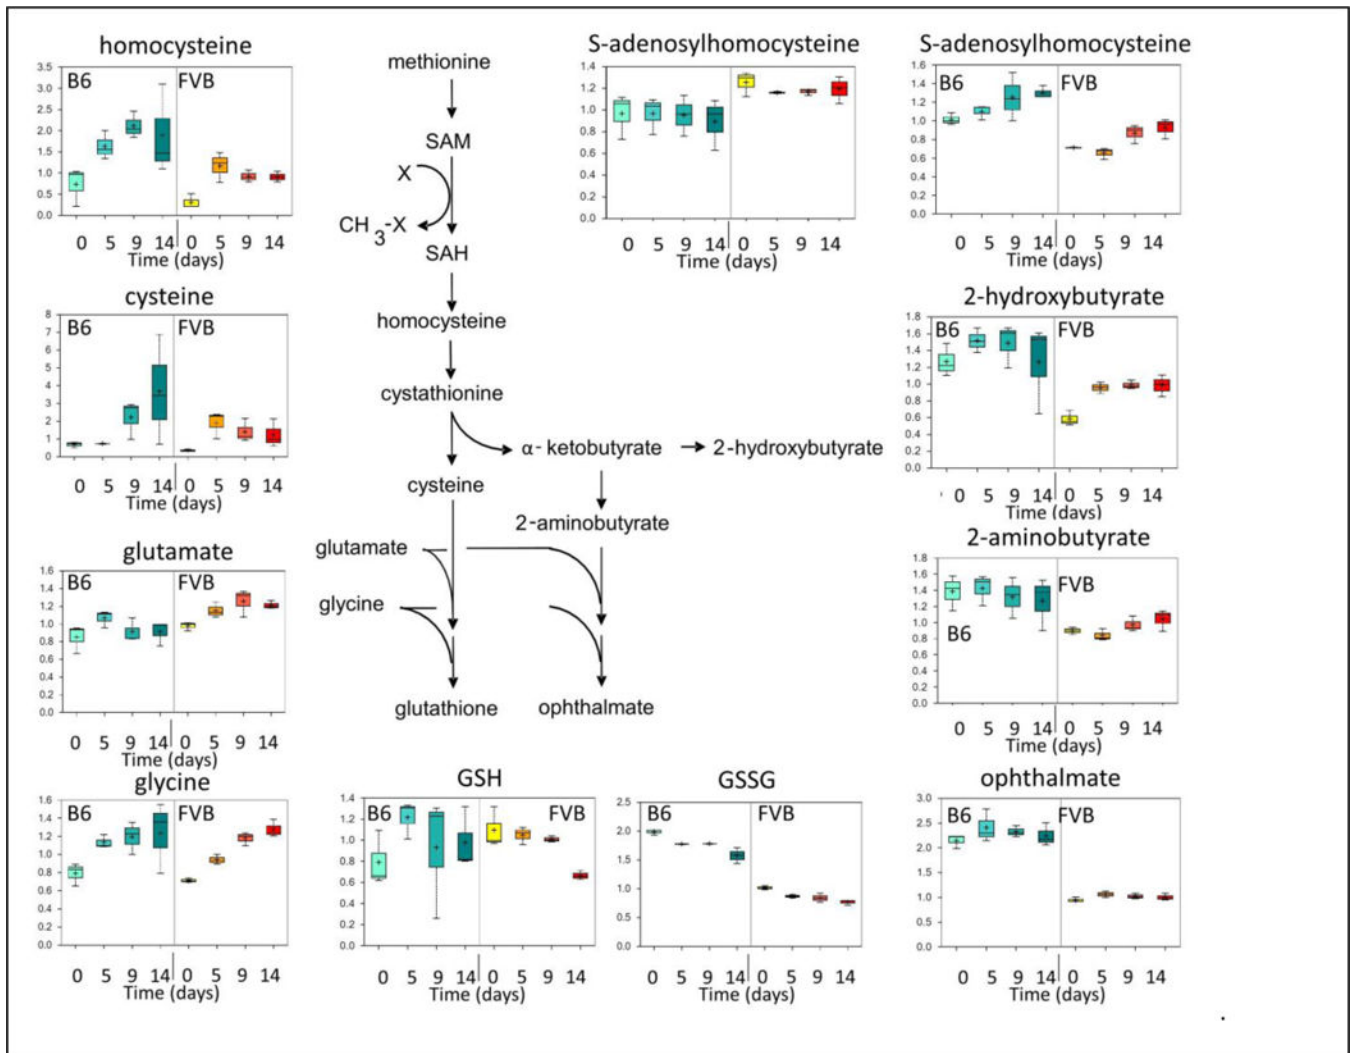 homocysteine
3.5
3.0
2.5
2.0
1.5
1.0
0.5
0.0
B6
FVB
0 5 9 14 0 5 9 14
Time (days)
cysteine
8
7
6
5
4
3
2
1
0
B6
FVB
0 5 9 14 0 5 9 14
Time (days)
glutamate
1.6
1.4
1.2
1.0
0.8
0.6
0.4
0.2
0.0
B6
FVB
0 5 9 14 0 5 9 14
Time (days)
glycine
1.6
1.4
1.2
1.0
0.8
0.6
0.4
0.2
0.0
B6
FVB
0 5 9 14 0 5 9 14
Time (days)
methionine
SAM
X
CH3-X
SAH
homocysteine
cystathionine
α- ketobutyrate
2-hydroxybutyrate
cysteine
2-aminobutyrate
glutamate
glycine
glutathione
ophthalmate
S-adenosylhomocysteine
1.4
1.2
1.0
0.8
0.6
0.4
0.2
0.0
0 5 9 14 0 5 9 14
Time (days)
GSH
1.4
1.2
1.0
0.8
0.6
0.4
0.2
0.0
B6
FVB
0 5 9 14 0 5 9 14
Time (days)
GSSG
2.5
2.0
1.5
1.0
0.5
0.0
B6
FVB
0 5 9 14 0 5 9 14
Time (days)
S-adenosylhomocysteine
1.6
1.4
1.2
1.0
0.8
0.6
0.4
0.2
0.0
B6
FVB
0 5 9 14 0 5 9 14
Time (days)
2-hydroxybutyrate
1.8
1.6
1.4
1.2
1.0
0.8
0.6
0.4
0.2
0.0
B6
FVB
0 5 9 14 0 5 9 14
Time (days)
2-aminobutyrate
1.8
1.6
1.4
1.2
1.0
0.8
0.6
0.4
0.2
0.0
B6
FVB
0 5 9 14 0 5 9 14
Time (days)
ophthalmate
3.0
2.5
2.0
1.5
1.0
0.5
0.0
B6
FVB
0 5 9 14 0 5 9 14
Time (days)